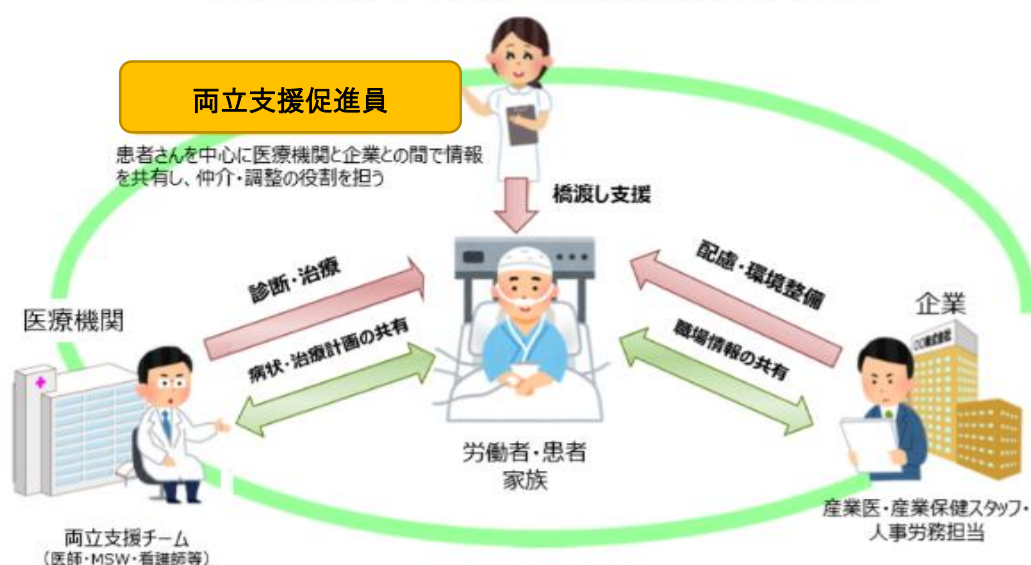 両立支援促進員
患者さんを中心に医療機関と企業との間で情報
を共有し、仲介・調整の役割を担う
橋渡し支援
診断・治療
配慮・環境整備
医療機関
企業
〇〇株式会社
病状・治療計画の共有
職場情報の共有
労働者・患者
家族
両立支援チーム
(医師・MSW・看護師等)
産業医・産業保健スタッフ・
人事労務担当